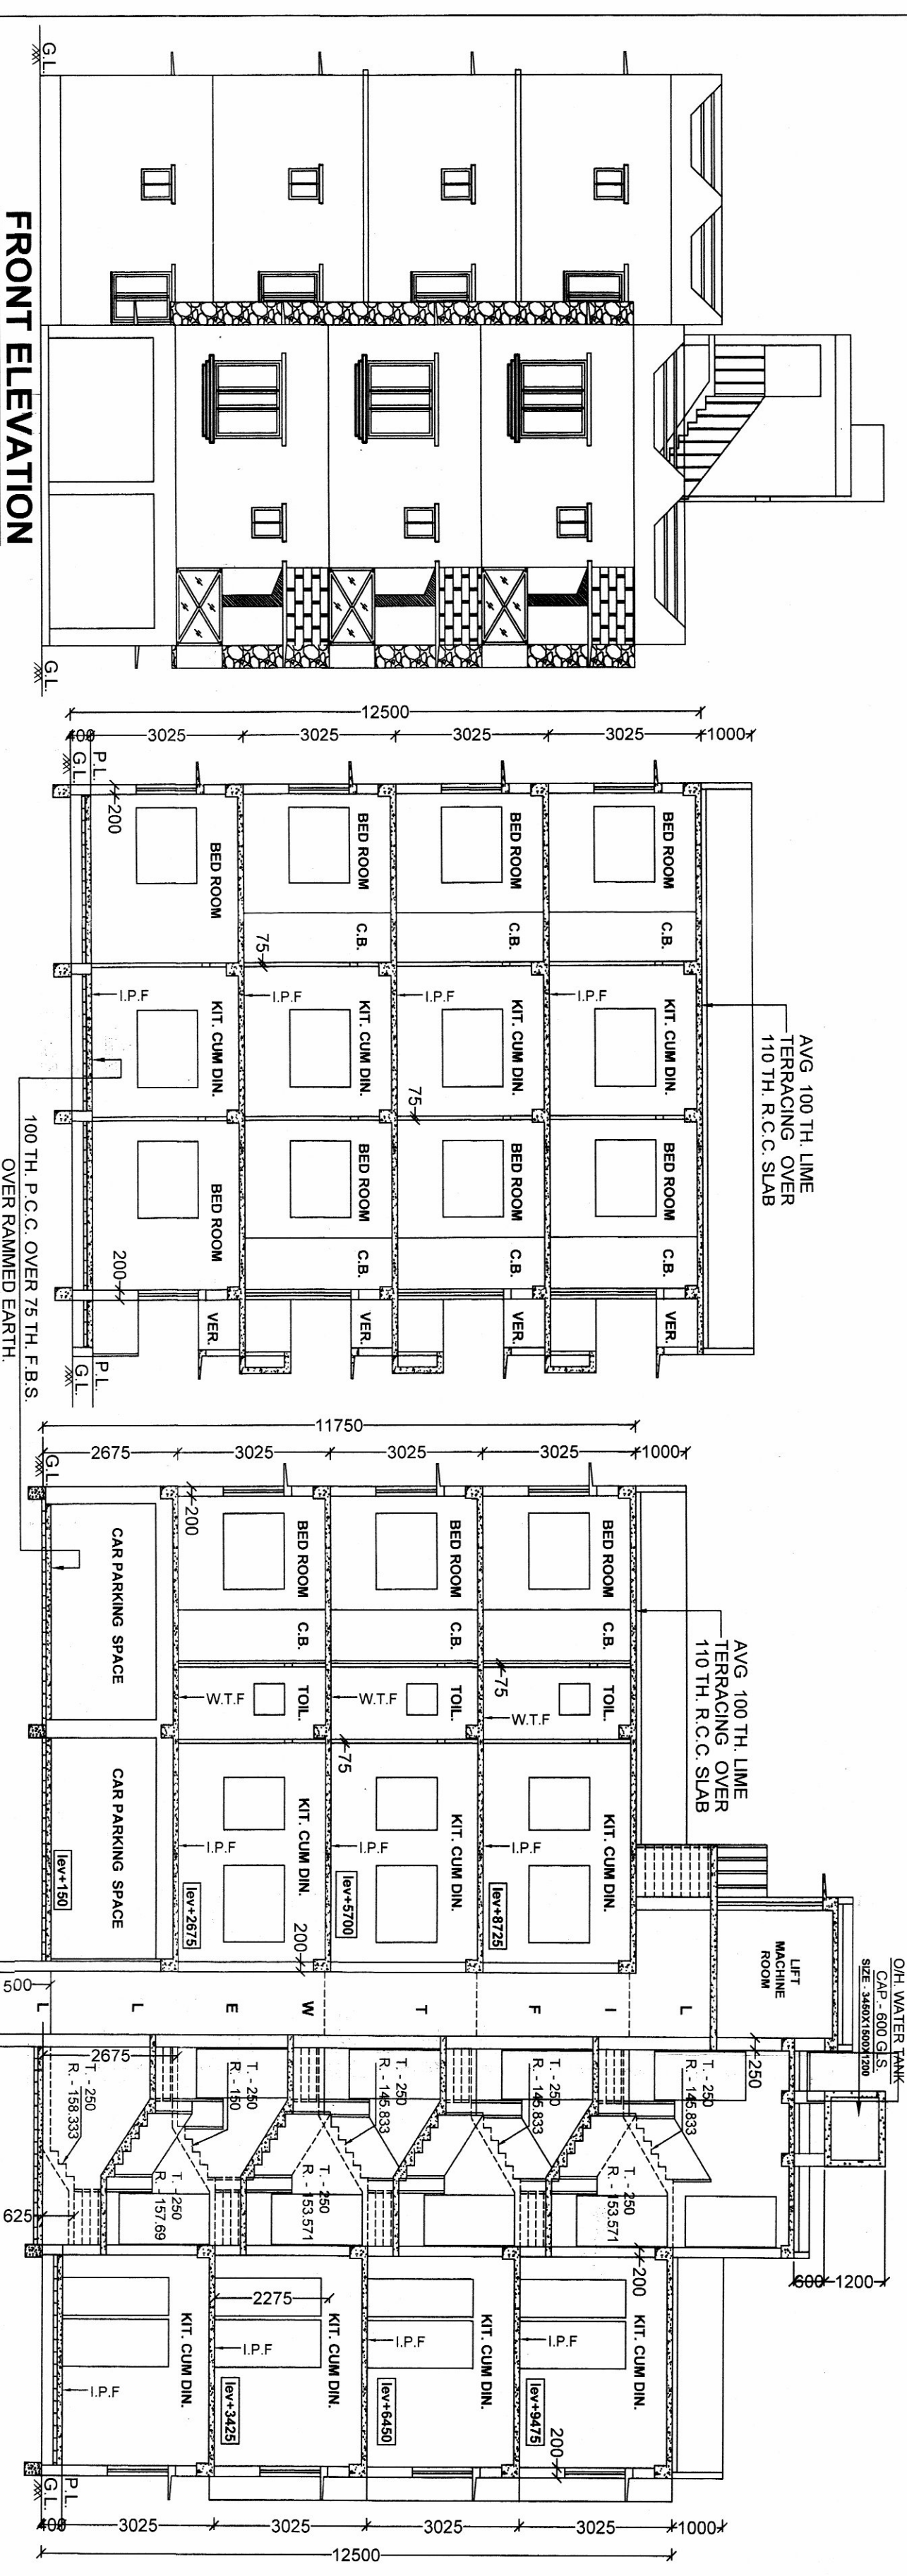 G.L.
G.L.
FRONT ELEVATION
12500
400
3025
3025
3025
3025
1000
P.L.
G.L.
200
BED ROOM
BED ROOM
BED ROOM
BED ROOM
C.B.
C.B.
C.B.
75
I.P.F
I.P.F
I.P.F
I.P.F
KIT. CUM DIN.
KIT. CUM DIN.
KIT. CUM DIN.
KIT. CUM DIN.
75
BED ROOM
BED ROOM
BED ROOM
BED ROOM
C.B.
C.B.
C.B.
200
VER.
VER.
VER.
VER.
P.L.
G.L.
AVG 100 TH. LIME
TERRACING OVER
110 TH. R.C.C. SLAB
100 TH. P.C.C. OVER 75 TH. F.B.S.
OVER RAMMED EARTH.
11750
2675
3025
3025
3025
1000
G.L.
200
BED ROOM
BED ROOM
BED ROOM
C.B.
C.B.
C.B.
CAR PARKING SPACE
CAR PARKING SPACE
TOIL.
TOIL.
TOIL.
75
75
W.T.F
W.T.F
W.T.F
KIT. CUM DIN.
KIT. CUM DIN.
KIT. CUM DIN.
I.P.F
I.P.F
I.P.F
lev+150
lev+2675
lev+5700
lev+8725
200
AVG 100 TH. LIME
TERRACING OVER
110 TH. R.C.C. SLAB
LIFT
MACHINE
ROOM
O/H. WATER TANK
CAP.- 600 GLS.
SIZE - 3450X1500X1200
500
L I F T W E L L
250
2675
T. - 250
R. - 158.333
T. - 250
R. - 150
T. - 250
R. - 145.833
T. - 250
R. - 145.833
T. - 250
R. - 145.833
T. - 250
R. - 157.69
T. - 250
R. - 153.571
T. - 250
R. - 153.571
625
600
1200
200
2275
KIT. CUM DIN.
KIT. CUM DIN.
KIT. CUM DIN.
KIT. CUM DIN.
I.P.F
I.P.F
I.P.F
I.P.F
lev+3425
lev+6450
lev+9475
200
P.L.
G.L.
400
3025
3025
3025
3025
1000
12500